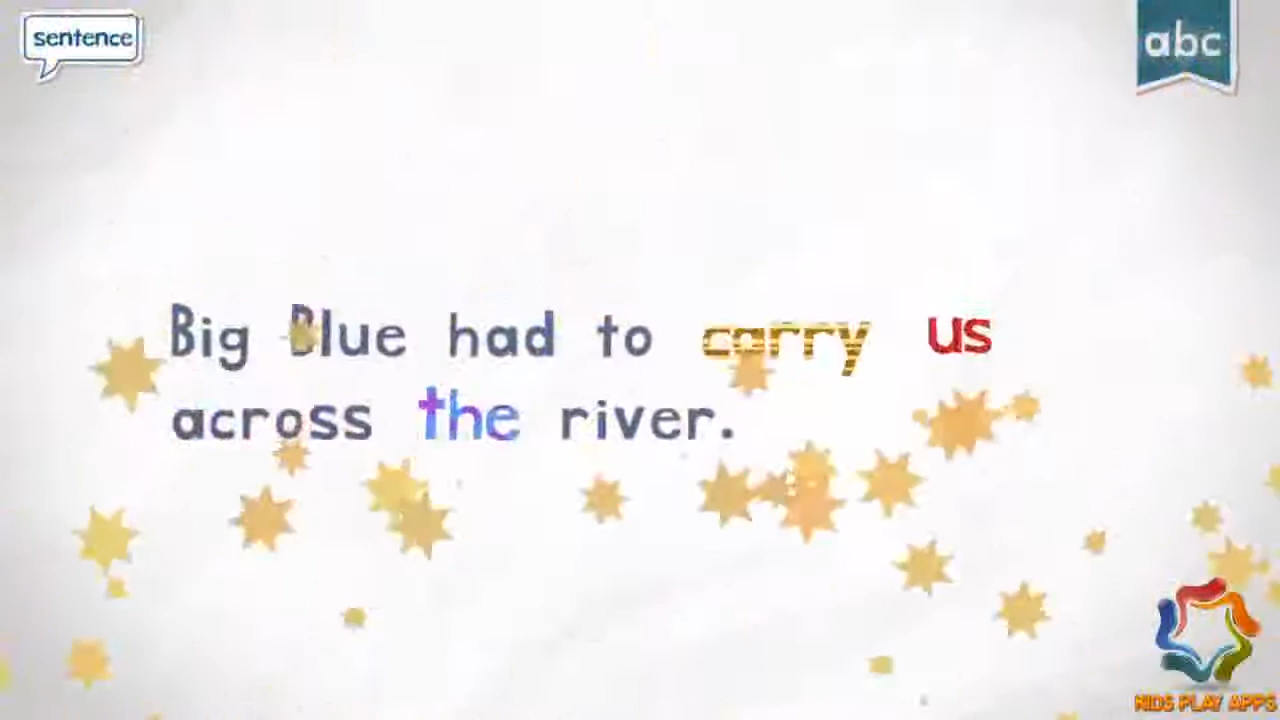 sentence
abc
Big Blue had to carry us
across the river.
KIDS PLAY APPS